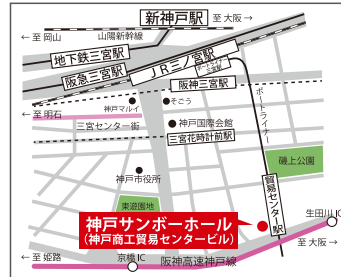 新神戸駅
← 至 岡山
山陽新幹線
至 大阪 →
地下鉄三宮駅
JR三ノ宮駅
阪急三宮駅
阪神三宮駅
ポートライナー
神戸マルイ
そごう
← 至 明石
三宮センター街
神戸国際会館
三宮花時計前駅
磯上公園
神戸市役所
貿易センター駅
東遊園地
生田川IC
神戸サンボーホール
(神戸商工貿易センタービル)
至 大阪 →
← 至 姫路
京橋IC
阪神高速神戸線